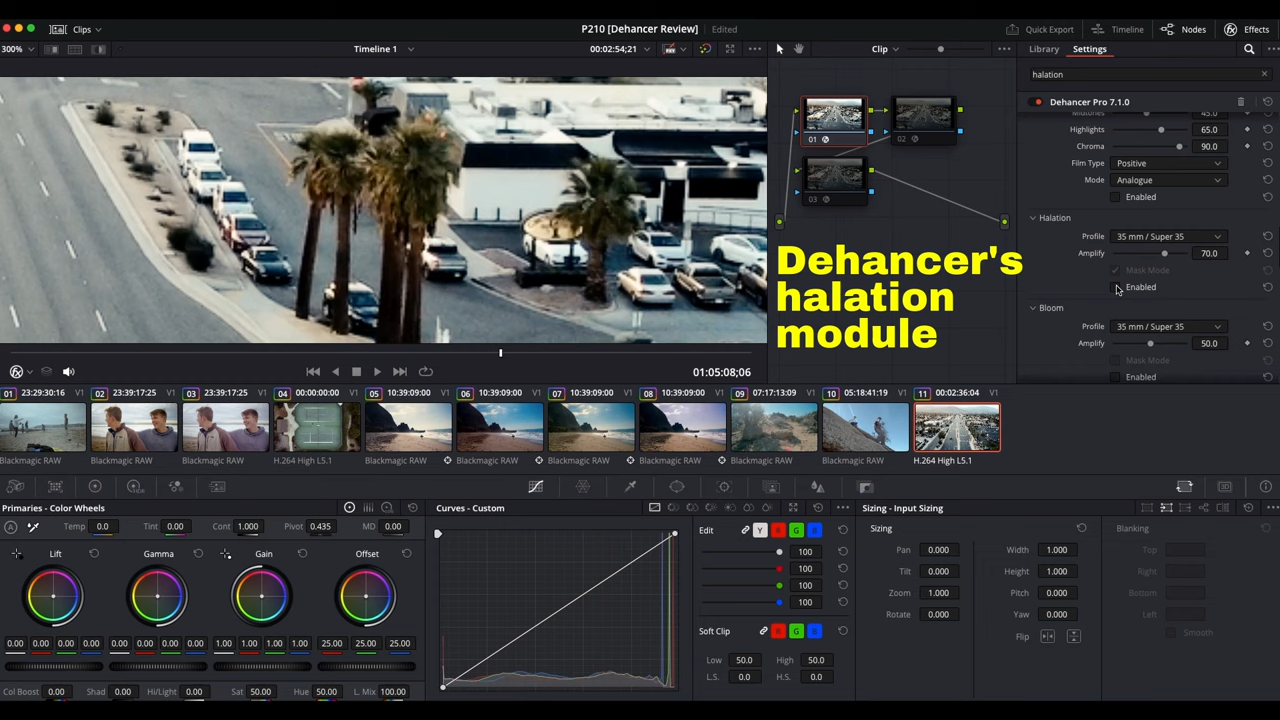 Clips
P210 [Dehancer Review]
Edited
Quick Export
Timeline
Nodes
Effects
300%
Timeline 1
00:02:54;21
Clip
Library
Settings
halation
Dehancer Pro 7.1.0
Midtones 45.0
Highlights 65.0
Chroma 90.0
Film Type Positive
Mode Analogue
Enabled
Halation
Profile 35 mm / Super 35
Amplify 70.0
Mask Mode
Enabled
Bloom
Profile 35 mm / Super 35
Amplify 50.0
Mask Mode
Enabled
01
02
03
Dehancer's
halation
module
01:05:08;06
01 23:29:30:16 V1
02 23:39:17:25 V1
03 23:39:17:25 V1
04 00:00:00:00 V1
05 10:39:09:00 V1
06 10:39:09:00 V1
07 10:39:09:00 V1
08 10:39:09:00 V1
09 07:17:13:09 V1
10 05:18:41:19 V1
11 00:02:36:04 V1
Blackmagic RAW
Blackmagic RAW
Blackmagic RAW
H.264 High L5.1
Blackmagic RAW
Blackmagic RAW
Blackmagic RAW
Blackmagic RAW
Blackmagic RAW
Blackmagic RAW
H.264 High L5.1
Primaries - Color Wheels
Temp 0.0 Tint 0.00 Cont 1.000 Pivot 0.435 MD 0.00
Lift
Gamma
Gain
Offset
0.00 0.00 0.00 0.00
0.00 0.00 0.00 0.00
1.00 1.00 1.00 1.00
25.00 25.00 25.00
Col Boost 0.00 Shad 0.00 Hi/Light 0.00 Sat 50.00 Hue 50.00 L. Mix 100.00
Curves - Custom
Edit Y R G B
100
100
100
100
Soft Clip R G B
Low 50.0 High 50.0
L.S. 0.0 H.S. 0.0
Sizing - Input Sizing
Sizing
Pan 0.000 Width 1.000
Tilt 0.000 Height 1.000
Zoom 1.000 Pitch 0.000
Rotate 0.000 Yaw 0.000
Flip
Blanking
Top
Right
Bottom
Left
Smooth